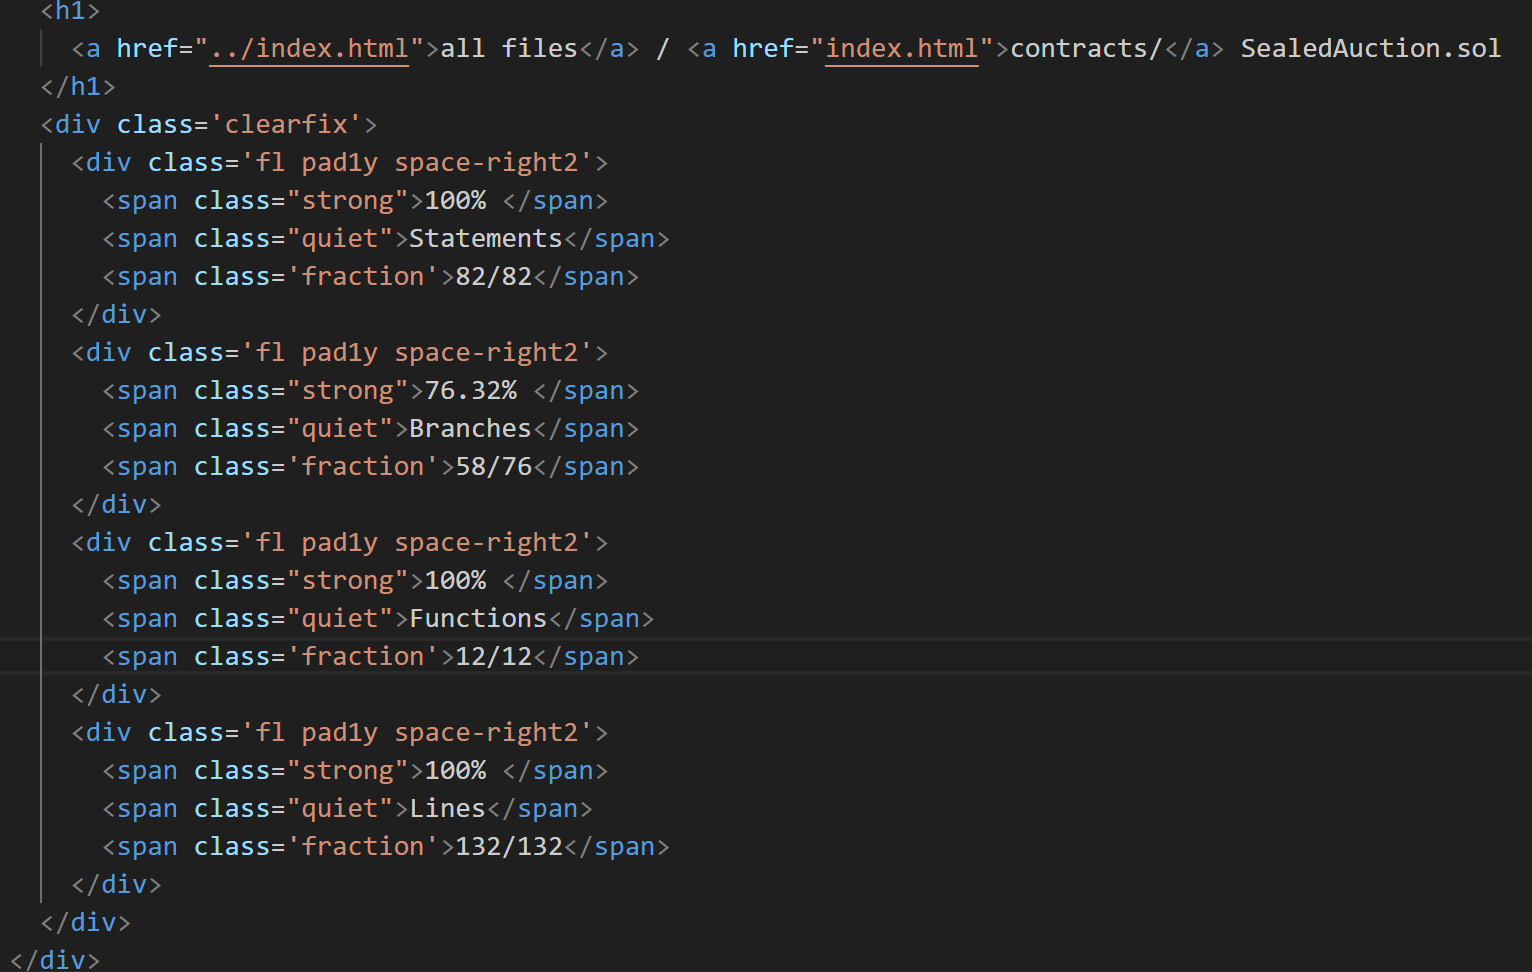 <h1>
<a href="../index.html">all files</a> / <a href="index.html">contracts/</a> SealedAuction.sol
</h1>
<div class='clearfix'>
<div class='fl pad1y space-right2'>
<span class="strong">100% </span>
<span class="quiet">Statements</span>
<span class='fraction'>82/82</span>
</div>
<div class='fl pad1y space-right2'>
<span class="strong">76.32% </span>
<span class="quiet">Branches</span>
<span class='fraction'>58/76</span>
</div>
<div class='fl pad1y space-right2'>
<span class="strong">100% </span>
<span class="quiet">Functions</span>
<span class='fraction'>12/12</span>
</div>
<div class='fl pad1y space-right2'>
<span class="strong">100% </span>
<span class="quiet">Lines</span>
<span class='fraction'>132/132</span>
</div>
</div>
</div>